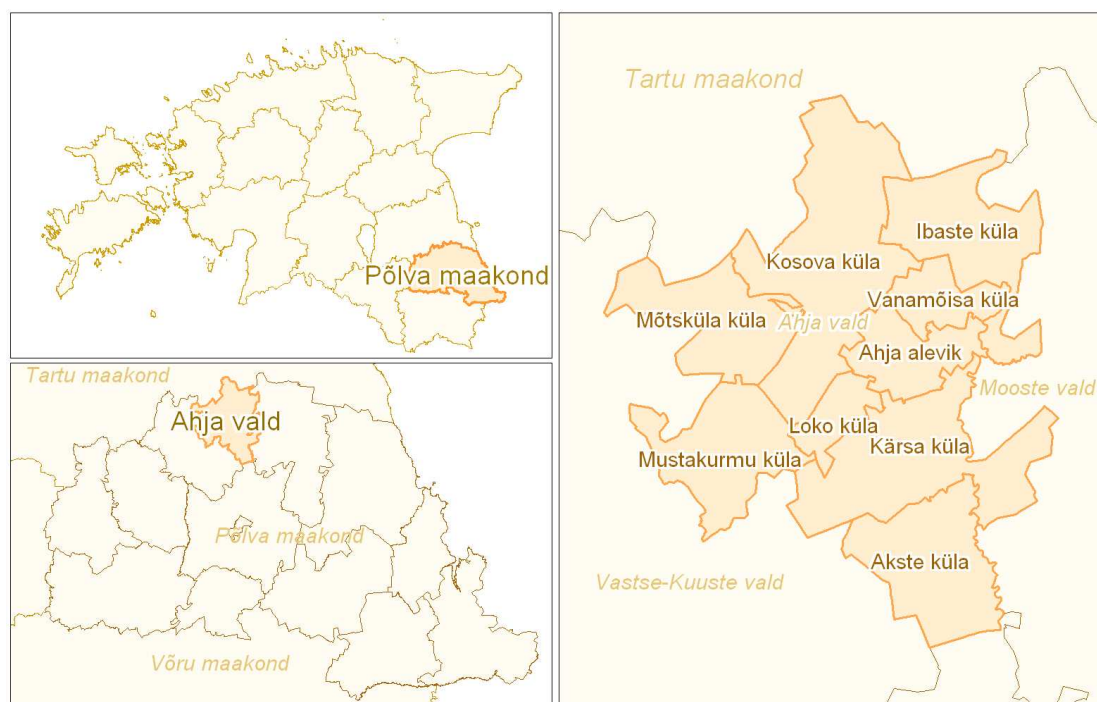 Põlva maakond
Tartu maakond
Ahja vald
Põlva maakond
Võru maakond
Tartu maakond
Ibaste küla
Kosova küla
Vanamõisa küla
Mõtsküla küla
Ahja vald
Ahja alevik
Mooste vald
Loko küla
Kärsa küla
Mustakurmu küla
Akste küla
Vastse-Kuuste vald